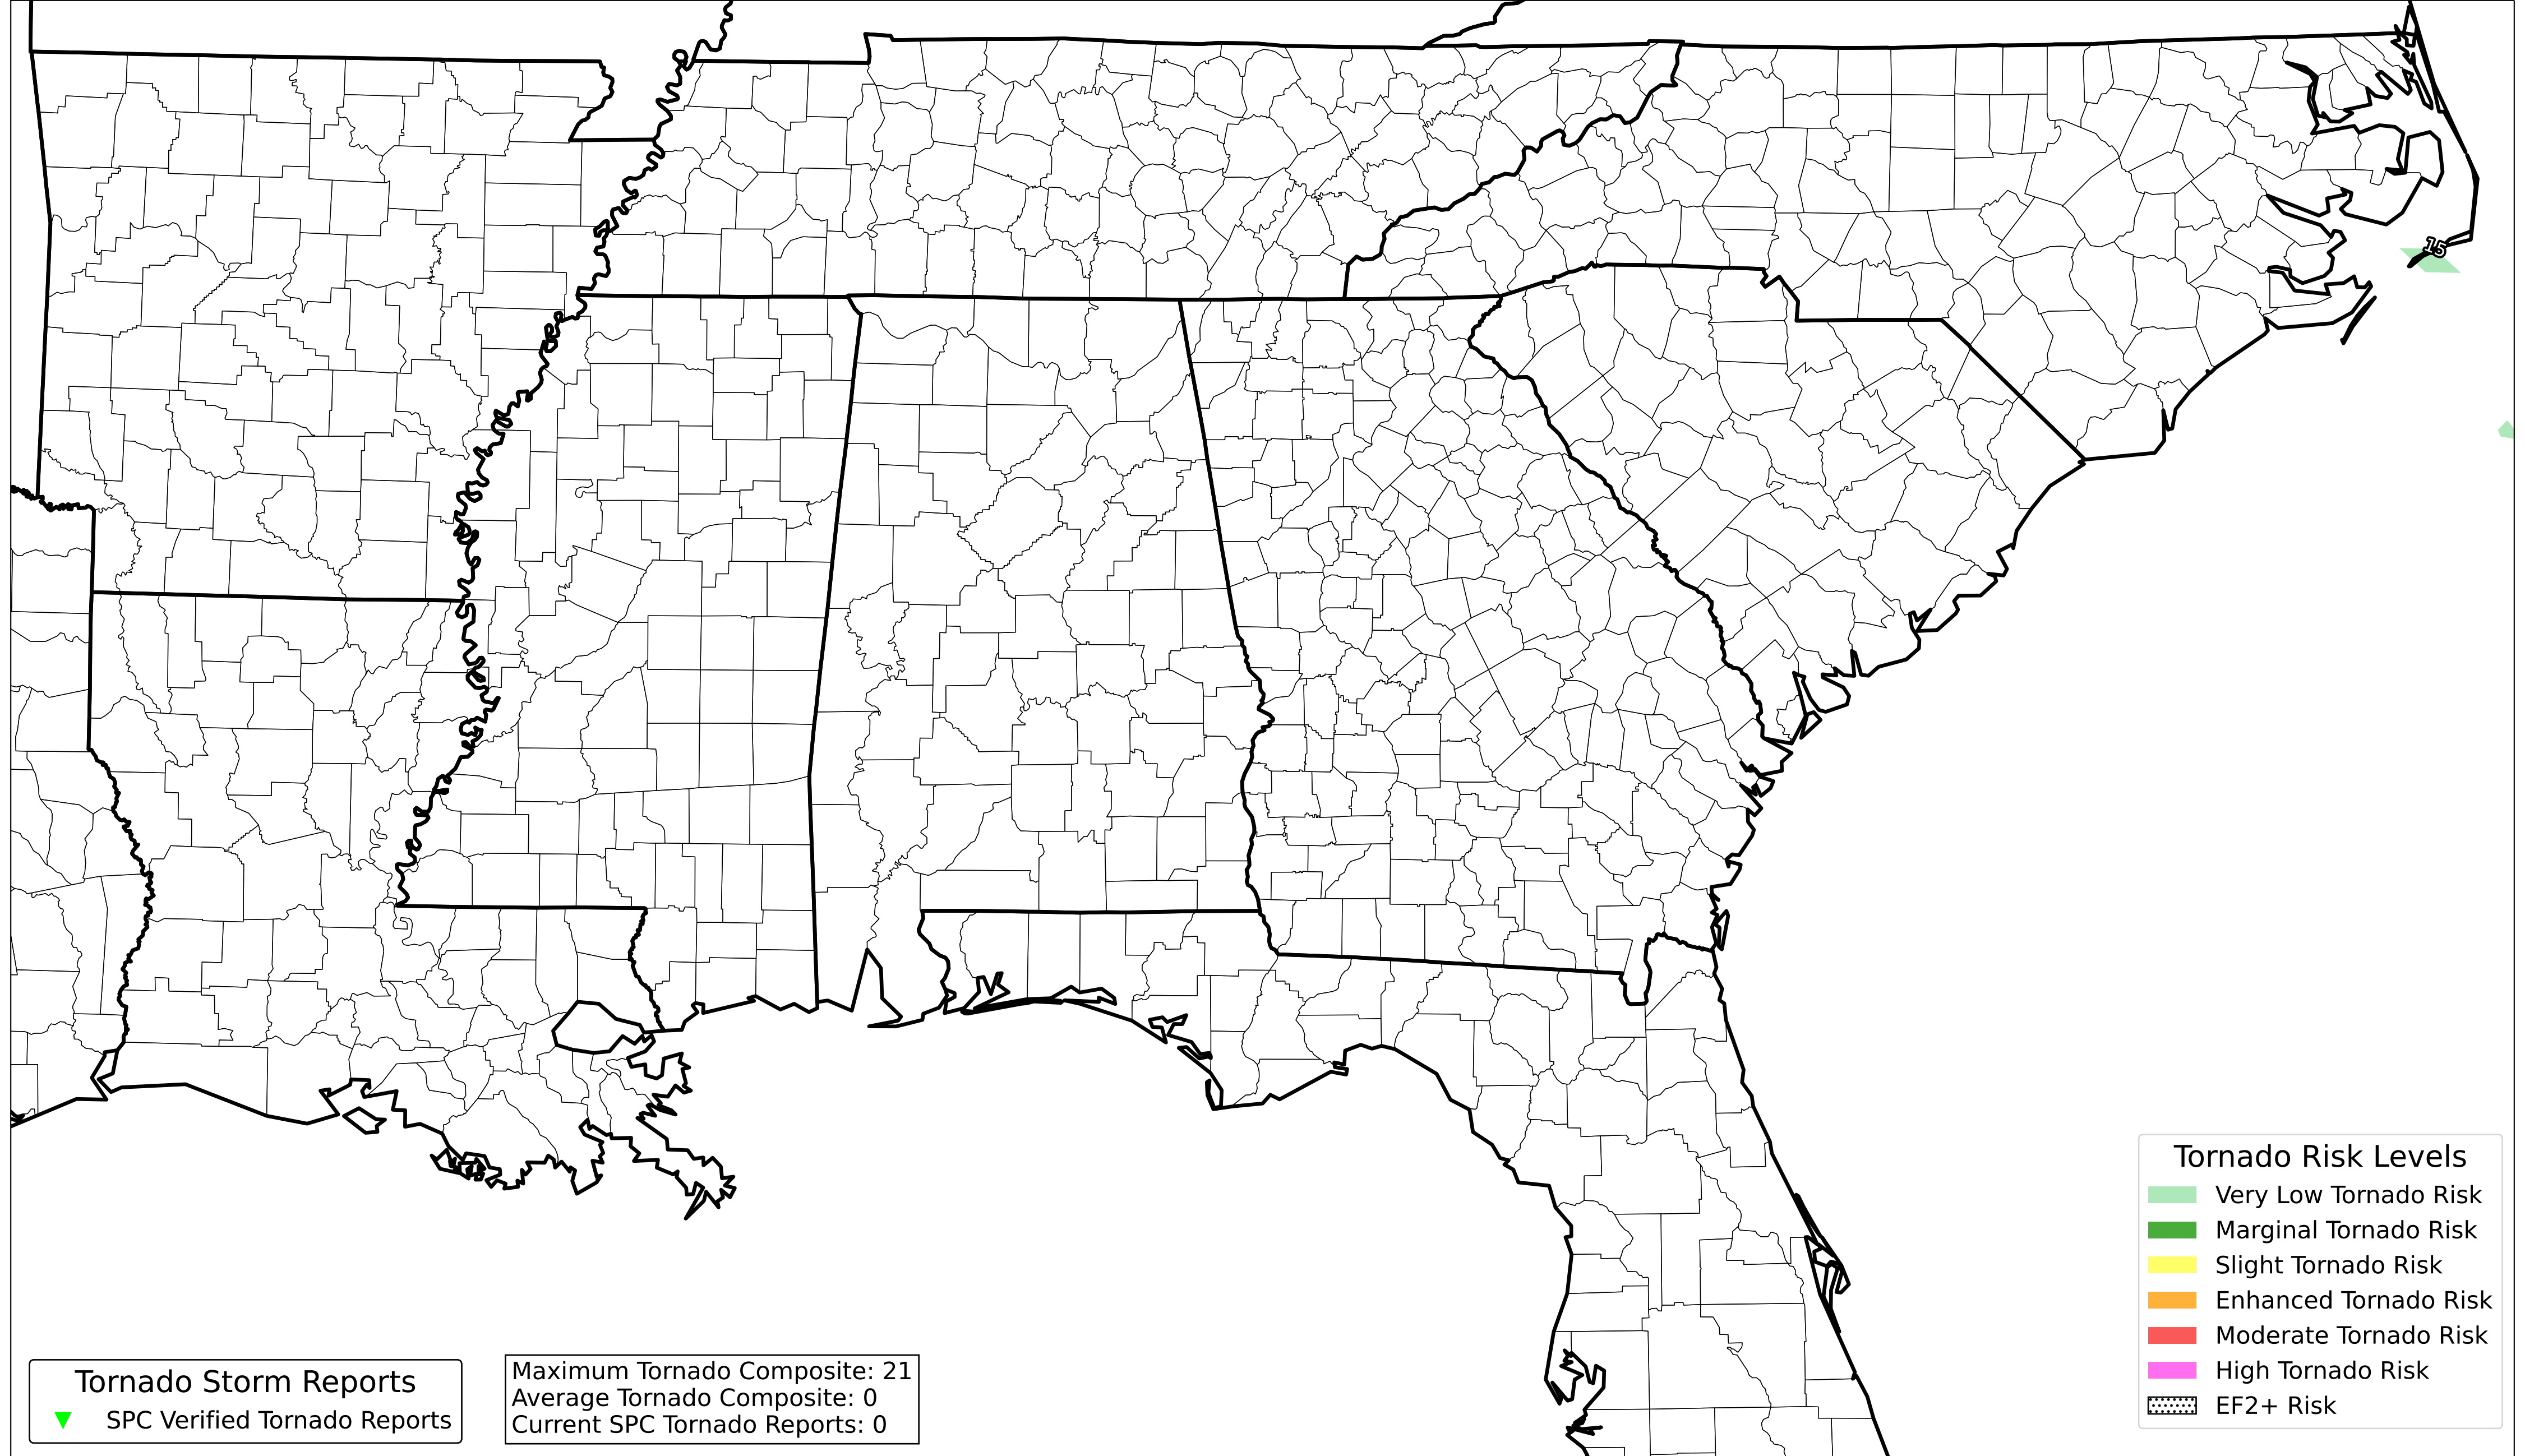 15
Tornado Risk Levels
Very Low Tornado Risk
Marginal Tornado Risk
Slight Tornado Risk
Enhanced Tornado Risk
Moderate Tornado Risk
High Tornado Risk
EF2+ Risk
Tornado Storm Reports
SPC Verified Tornado Reports
Maximum Tornado Composite: 21
Average Tornado Composite: 0
Current SPC Tornado Reports: 0